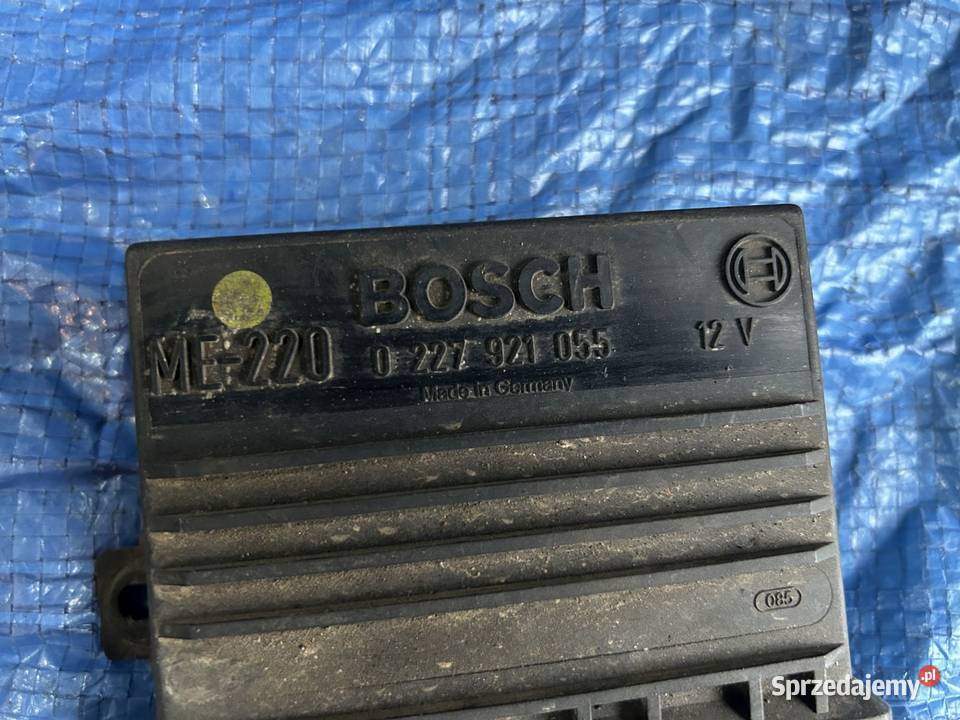 BOSCH
ME-220 0 227 921 055 12 V
Made in Germany
085
Sprzedajemy.pl